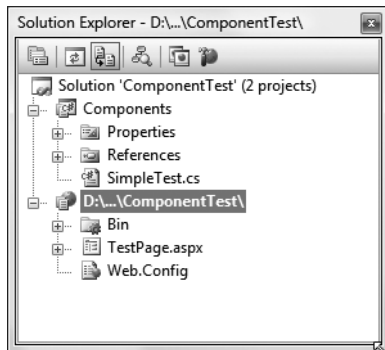 Solution Explorer - D:\...\ComponentTest\
Solution 'ComponentTest' (2 projects)
Components
Properties
References
SimpleTest.cs
D:\...\ComponentTest\
Bin
TestPage.aspx
Web.Config